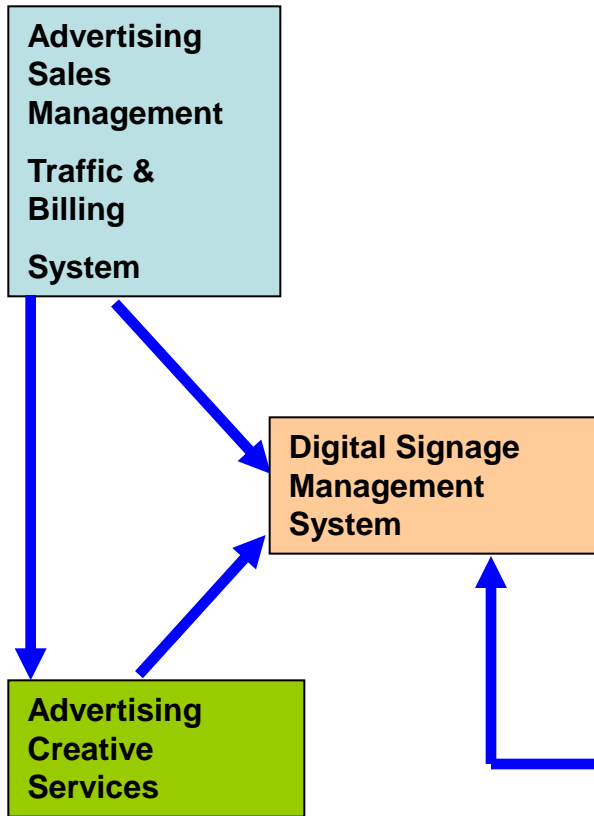 Advertising
Sales
Management
Traffic &
Billing
System
Digital Signage
Management
System
Advertising
Creative
Services